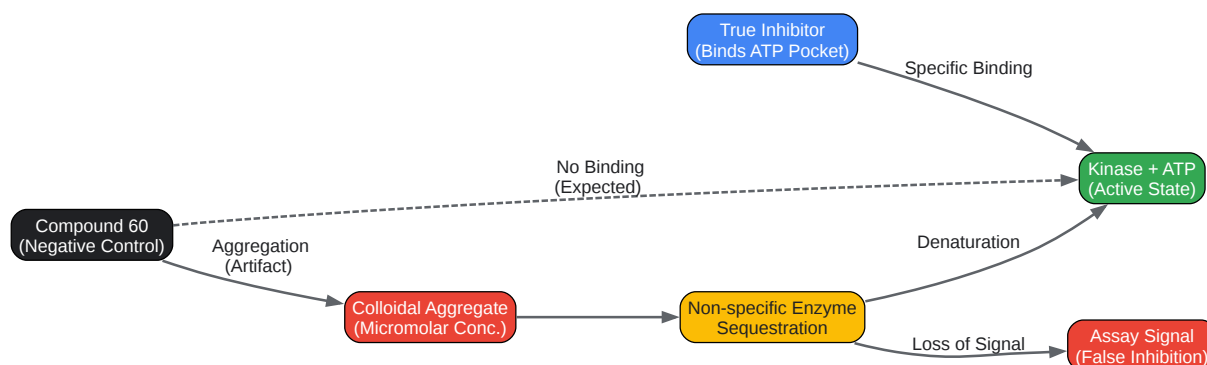 True Inhibitor
(Binds ATP Pocket)
Specific Binding
No Binding
(Expected)
Kinase + ATP
(Active State)
Compound 60
(Negative Control)
Aggregation
(Artifact)
Denaturation
Colloidal Aggregate
(Micromolar Conc.)
Non-specific Enzyme
Sequestration
Loss of Signal
Assay Signal
(False Inhibition)